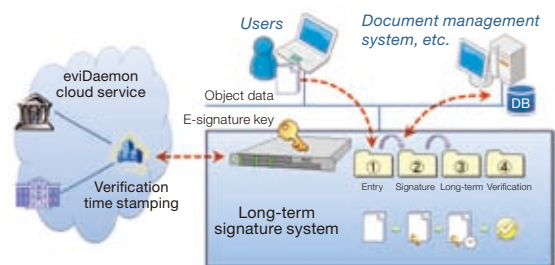 Users
Document management
system, etc.
eviDaemon
cloud service
Object data
DB
E-signature key
① ② ③ ④
Entry Signature Long-term Verification
Verification
time stamping
Long-term
signature system